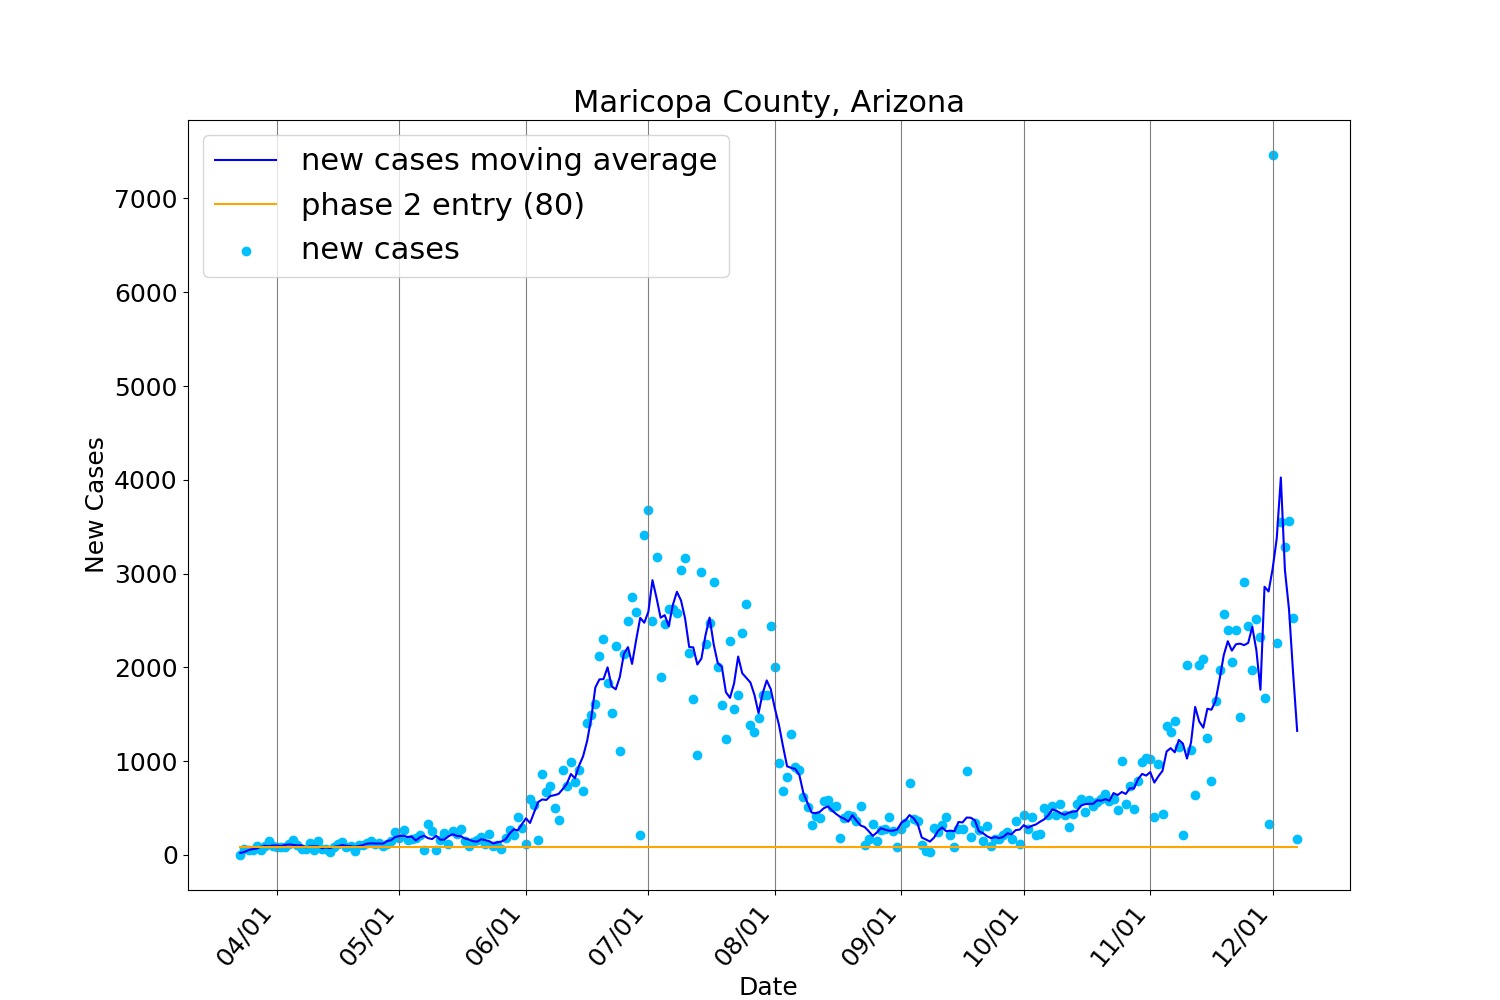 Maricopa County, Arizona
new cases moving average
phase 2 entry (80)
new cases
7000
6000
5000
4000
3000
2000
1000
0
New Cases
04/01
05/01
06/01
07/01
08/01
09/01
10/01
11/01
12/01
Date